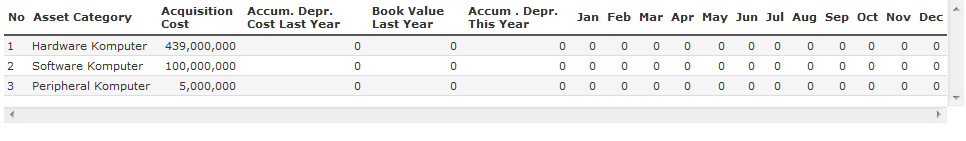 No Asset Category Acquisition Cost Accum. Depr. Cost Last Year Book Value Last Year Accum . Depr. This Year Jan Feb Mar Apr May Jun Jul Aug Sep Oct Nov Dec
1 Hardware Komputer 439,000,000 0 0 0 0 0 0 0 0 0 0 0 0 0 0 0
2 Software Komputer 100,000,000 0 0 0 0 0 0 0 0 0 0 0 0 0 0 0
3 Peripheral Komputer 5,000,000 0 0 0 0 0 0 0 0 0 0 0 0 0 0 0